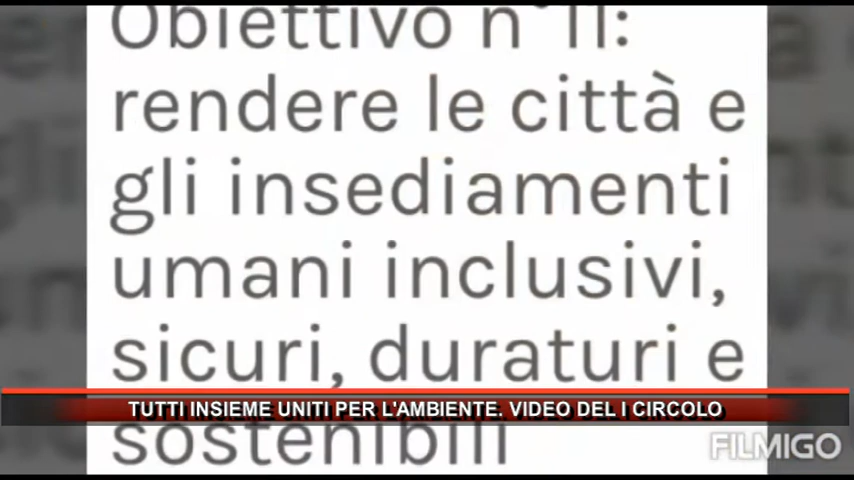 Obiettivo n°11:
rendere le città e
gli insediamenti
umani inclusivi,
sicuri, duraturi e
TUTTI INSIEME UNITI PER L'AMBIENTE. VIDEO DEL I CIRCOLO
sostenibili
FILMIGO